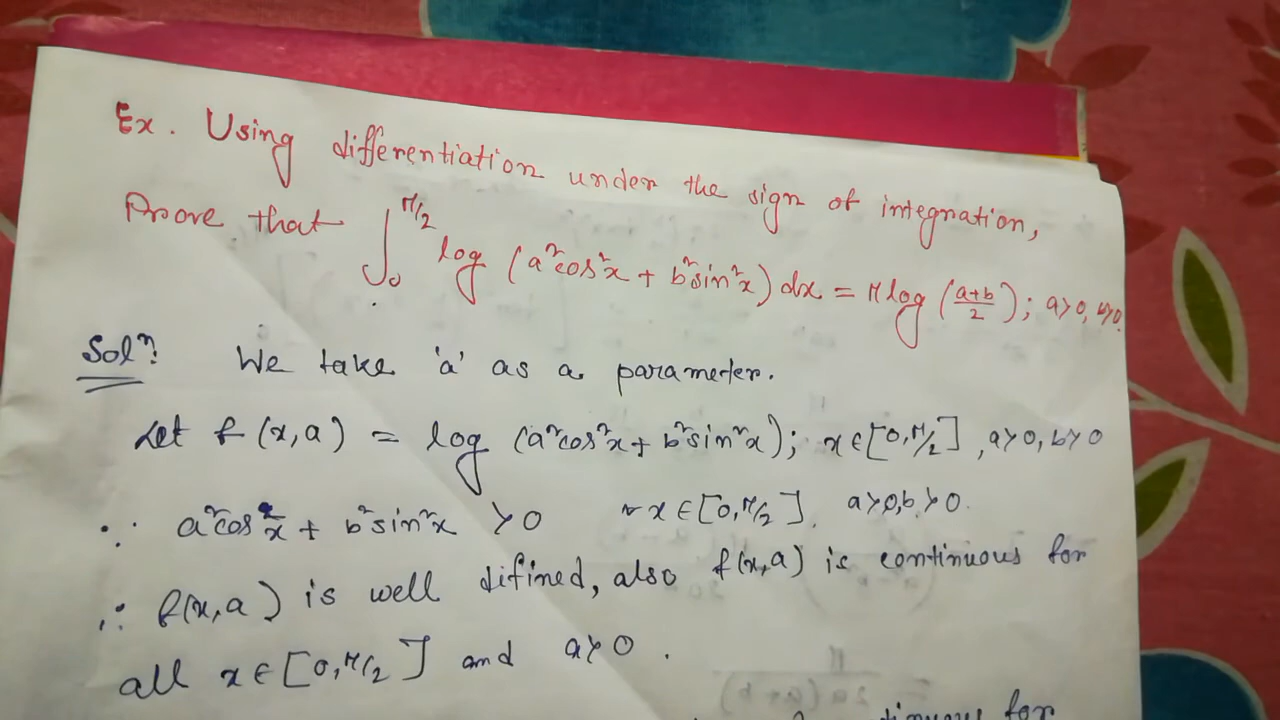 Ex. Using differentiation under the sign of integration,
Prove that ∫₀^{π/2} log (a²cos²x + b²sin²x) dx = π log (a+b/2); a>0, b>0.
Solⁿ: We take 'a' as a parameter.
Let f(x,a) = log (a²cos²x + b²sin²x); x∈[0,π/2], a>0, b>0
∵ a²cos²x + b²sin²x >0 ∀ x∈[0,π/2], a>0, b>0.
∴ f(x,a) is well difined, also f(x,a) is continuous for
all x∈[0,π/2] and a>0.
for